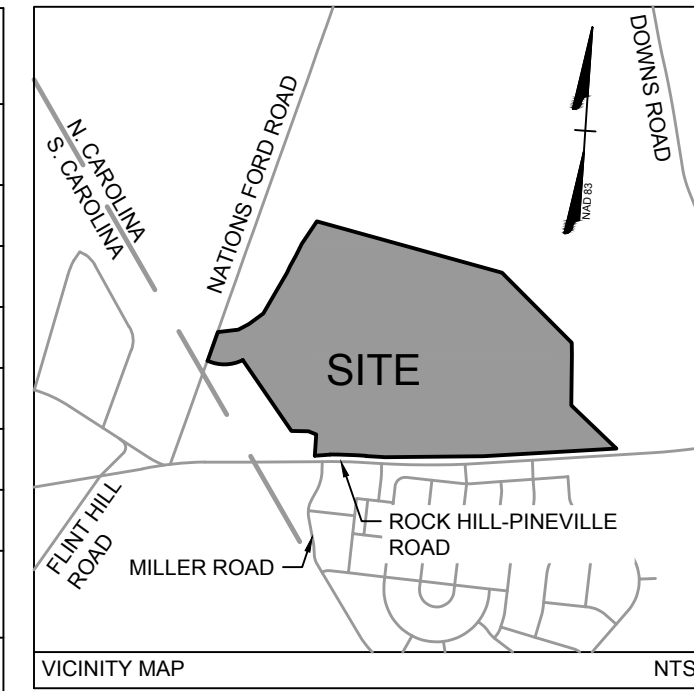 DOWNS ROAD
N. CAROLINA
S. CAROLINA
NATIONS FORD ROAD
NAD 83
SITE
FLINT HILL
ROAD
ROCK HILL-PINEVILLE
ROAD
MILLER ROAD
VICINITY MAP
NTS